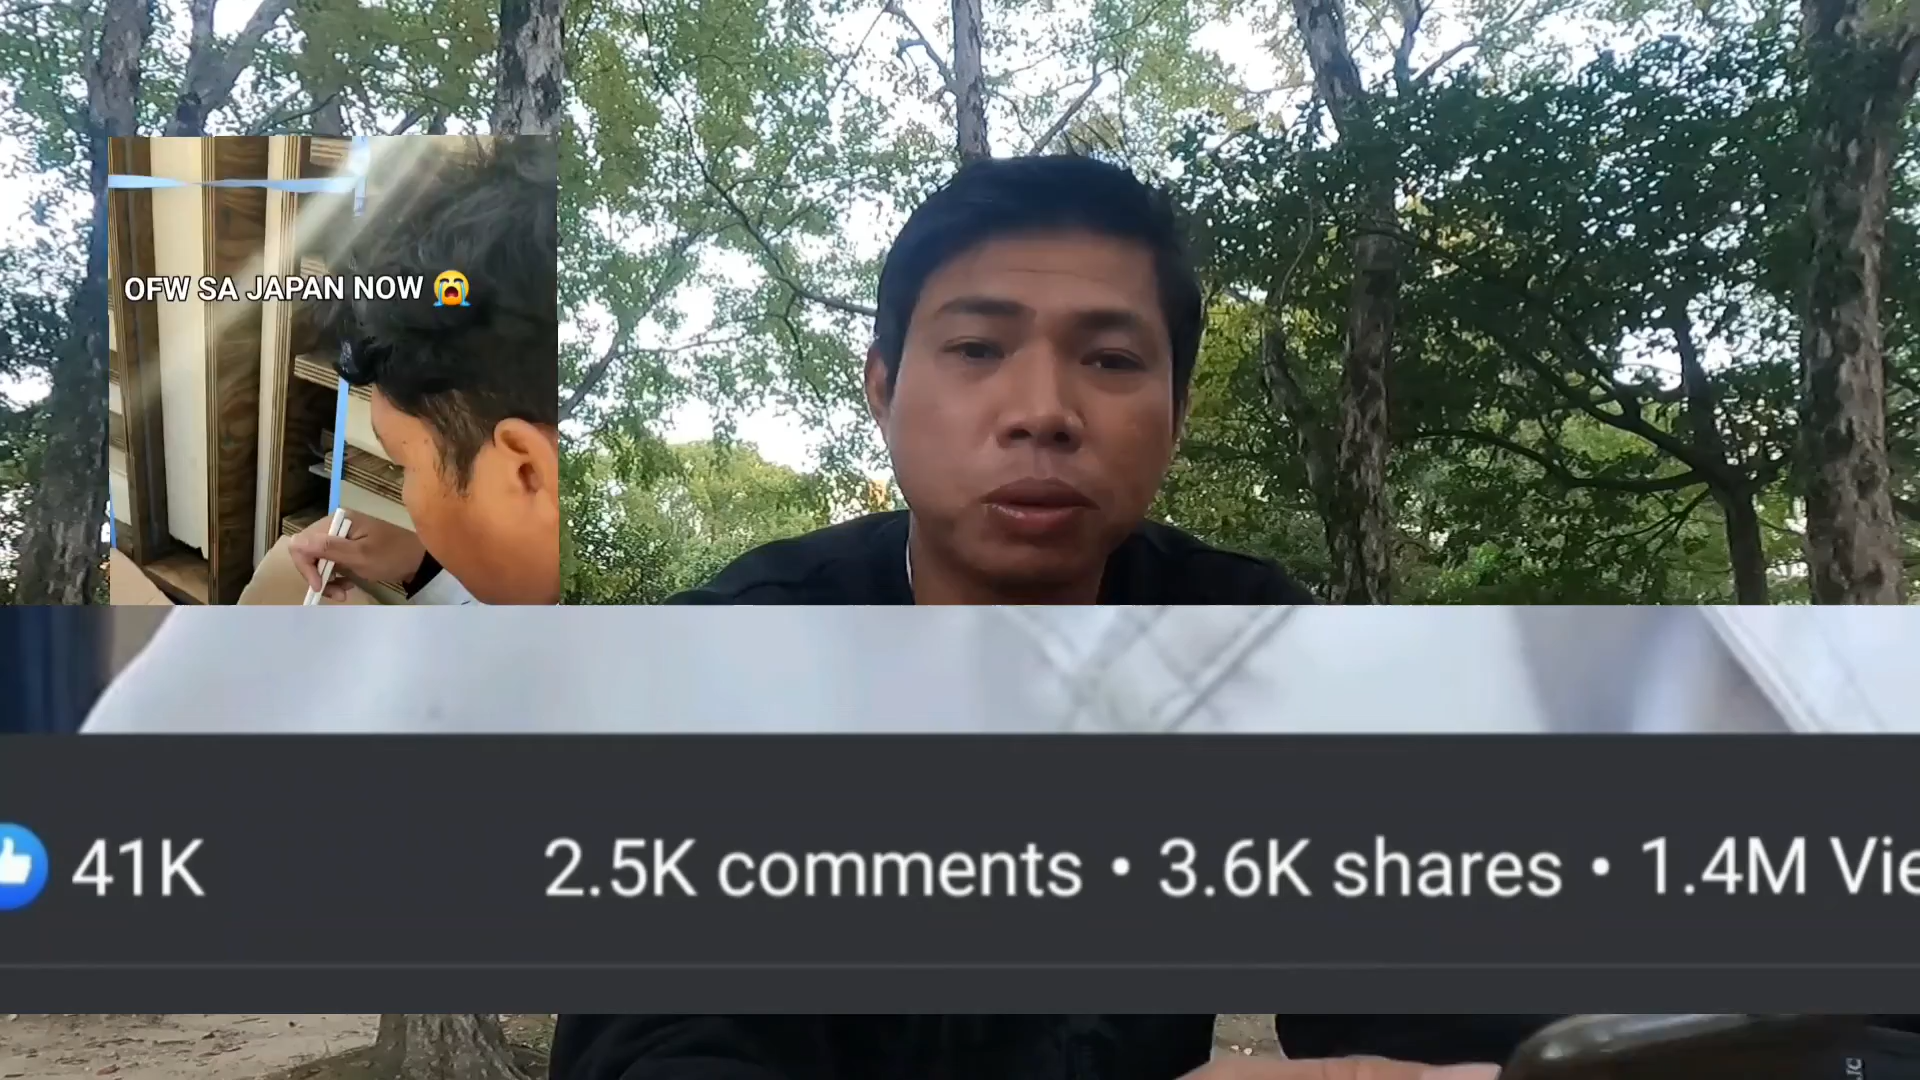 OFW SA JAPAN NOW 😭
41K 2.5K comments • 3.6K shares • 1.4M Vie